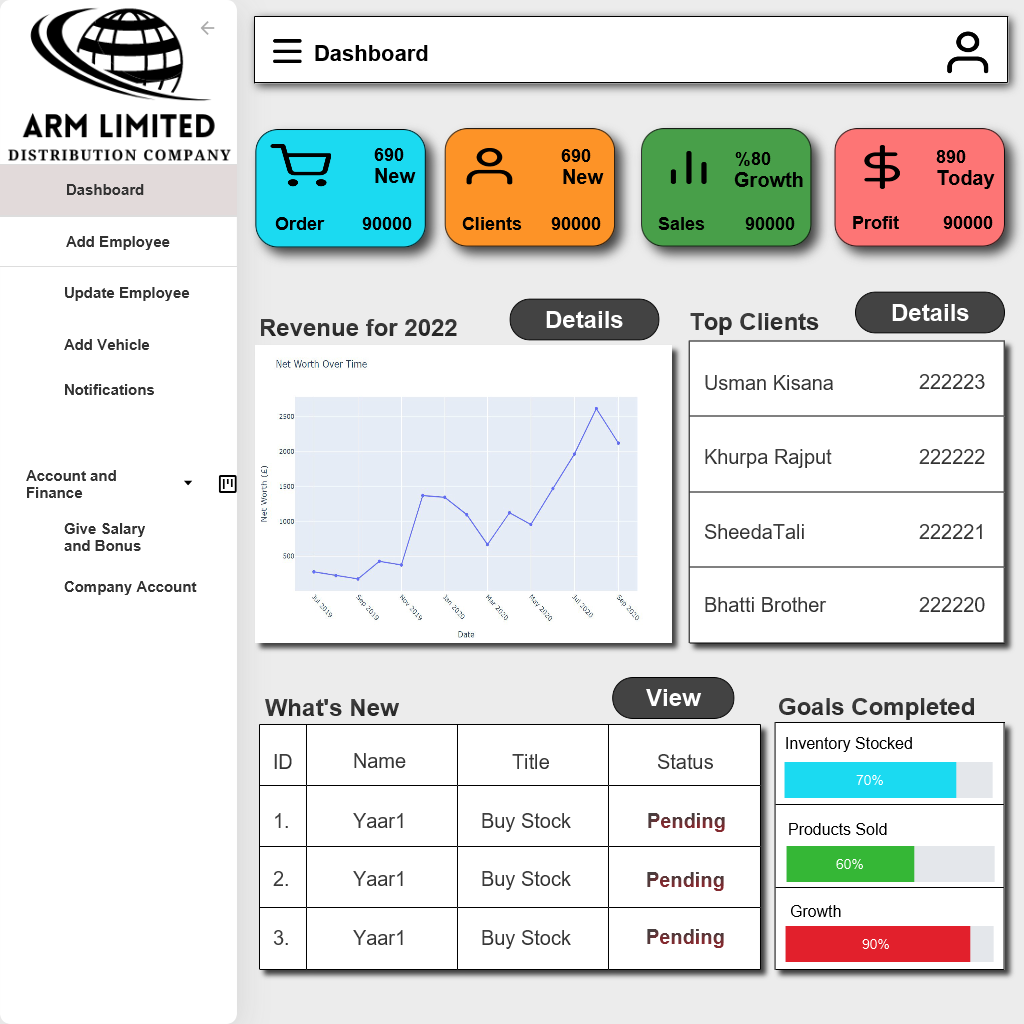 ARM LIMITED
DISTRIBUTION COMPANY
Dashboard
Add Employee
Update Employee
Add Vehicle
Notifications
Account and
Finance
Give Salary
and Bonus
Company Account
Dashboard
690
New
Order 90000
690
New
Clients 90000
%80
Growth
Sales 90000
890
Today
Profit 90000
Revenue for 2022
Details
Net Worth Over Time
Net Worth (£)
2500
2000
1500
1000
500
Jul 2019
Sep 2019
Nov 2019
Jan 2020
Mar 2020
May 2020
Jul 2020
Sep 2020
Date
Top Clients
Details
Usman Kisana 222223
Khurpa Rajput 222222
SheedaTali 222221
Bhatti Brother 222220
What's New
View
ID Name Title Status
1. Yaar1 Buy Stock Pending
2. Yaar1 Buy Stock Pending
3. Yaar1 Buy Stock Pending
Goals Completed
Inventory Stocked
70%
Products Sold
60%
Growth
90%